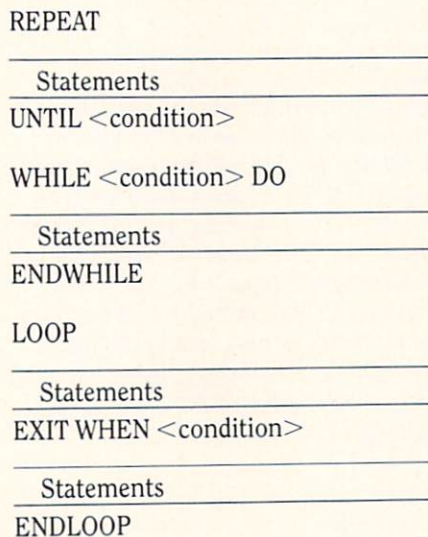 REPEAT
Statements
UNTIL <condition>
WHILE <condition> DO
Statements
ENDWHILE
LOOP
Statements
EXIT WHEN <condition>
Statements
ENDLOOP